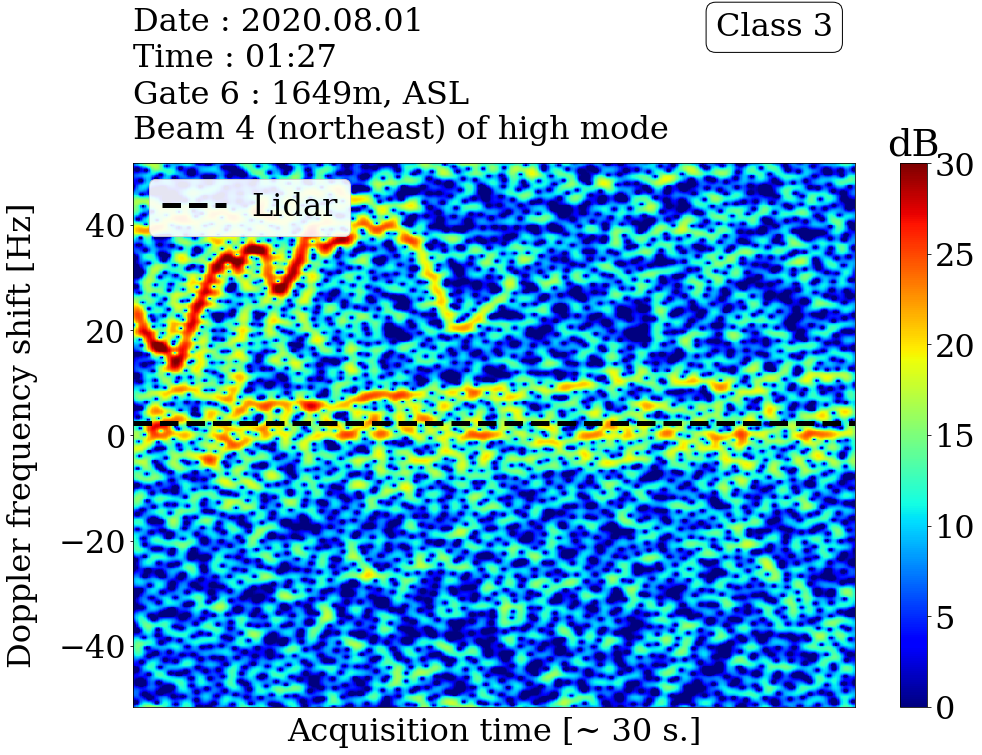 Date : 2020.08.01
Time : 01:27
Gate 6 : 1649m, ASL
Beam 4 (northeast) of high mode
Class 3
dB
Lidar
Doppler frequency shift [Hz]
40
20
0
−20
−40
Acquisition time [~ 30 s.]
30
25
20
15
10
5
0